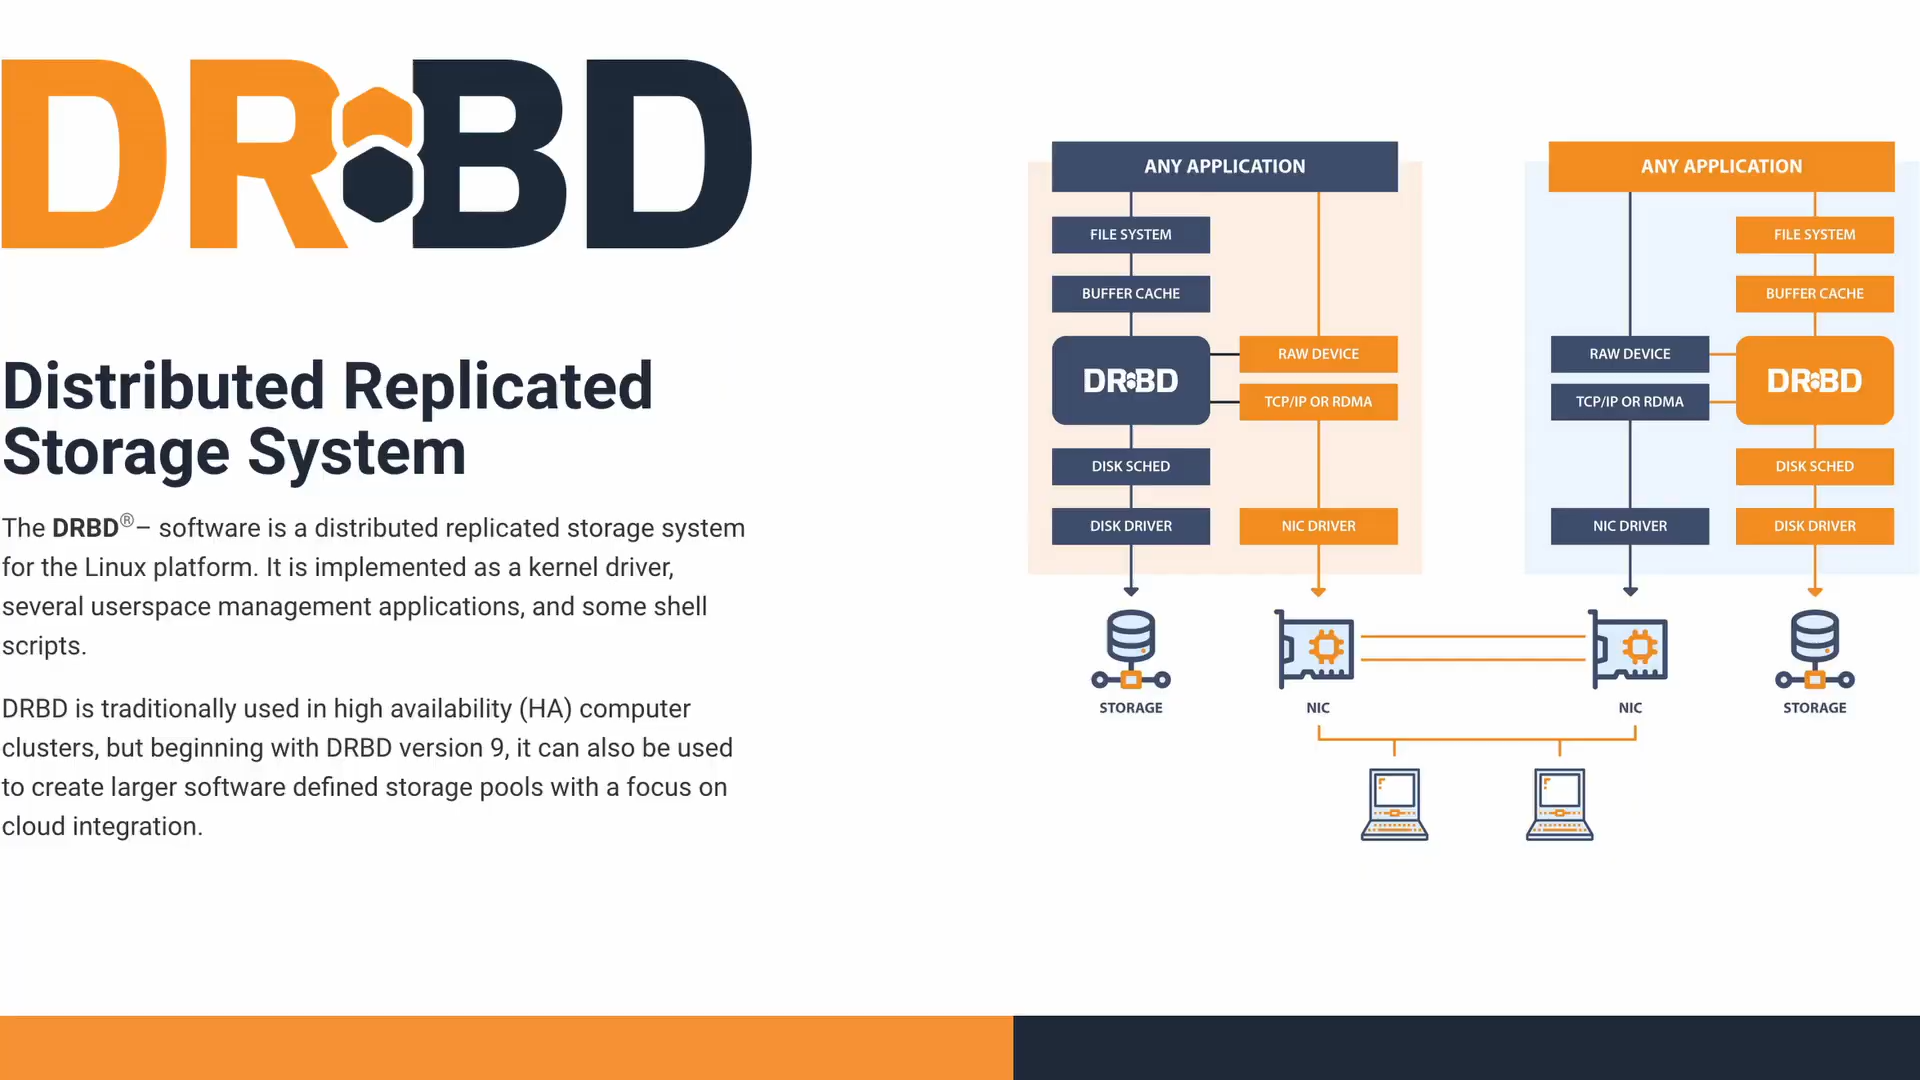 DRBD
Distributed Replicated
Storage System
The DRBD®– software is a distributed replicated storage system
for the Linux platform. It is implemented as a kernel driver,
several userspace management applications, and some shell
scripts.
DRBD is traditionally used in high availability (HA) computer
clusters, but beginning with DRBD version 9, it can also be used
to create larger software defined storage pools with a focus on
cloud integration.
ANY APPLICATION
FILE SYSTEM
BUFFER CACHE
DRBD
RAW DEVICE
TCP/IP OR RDMA
DISK SCHED
DISK DRIVER
NIC DRIVER
STORAGE
NIC
ANY APPLICATION
FILE SYSTEM
BUFFER CACHE
RAW DEVICE
TCP/IP OR RDMA
DRBD
DISK SCHED
NIC DRIVER
DISK DRIVER
NIC
STORAGE